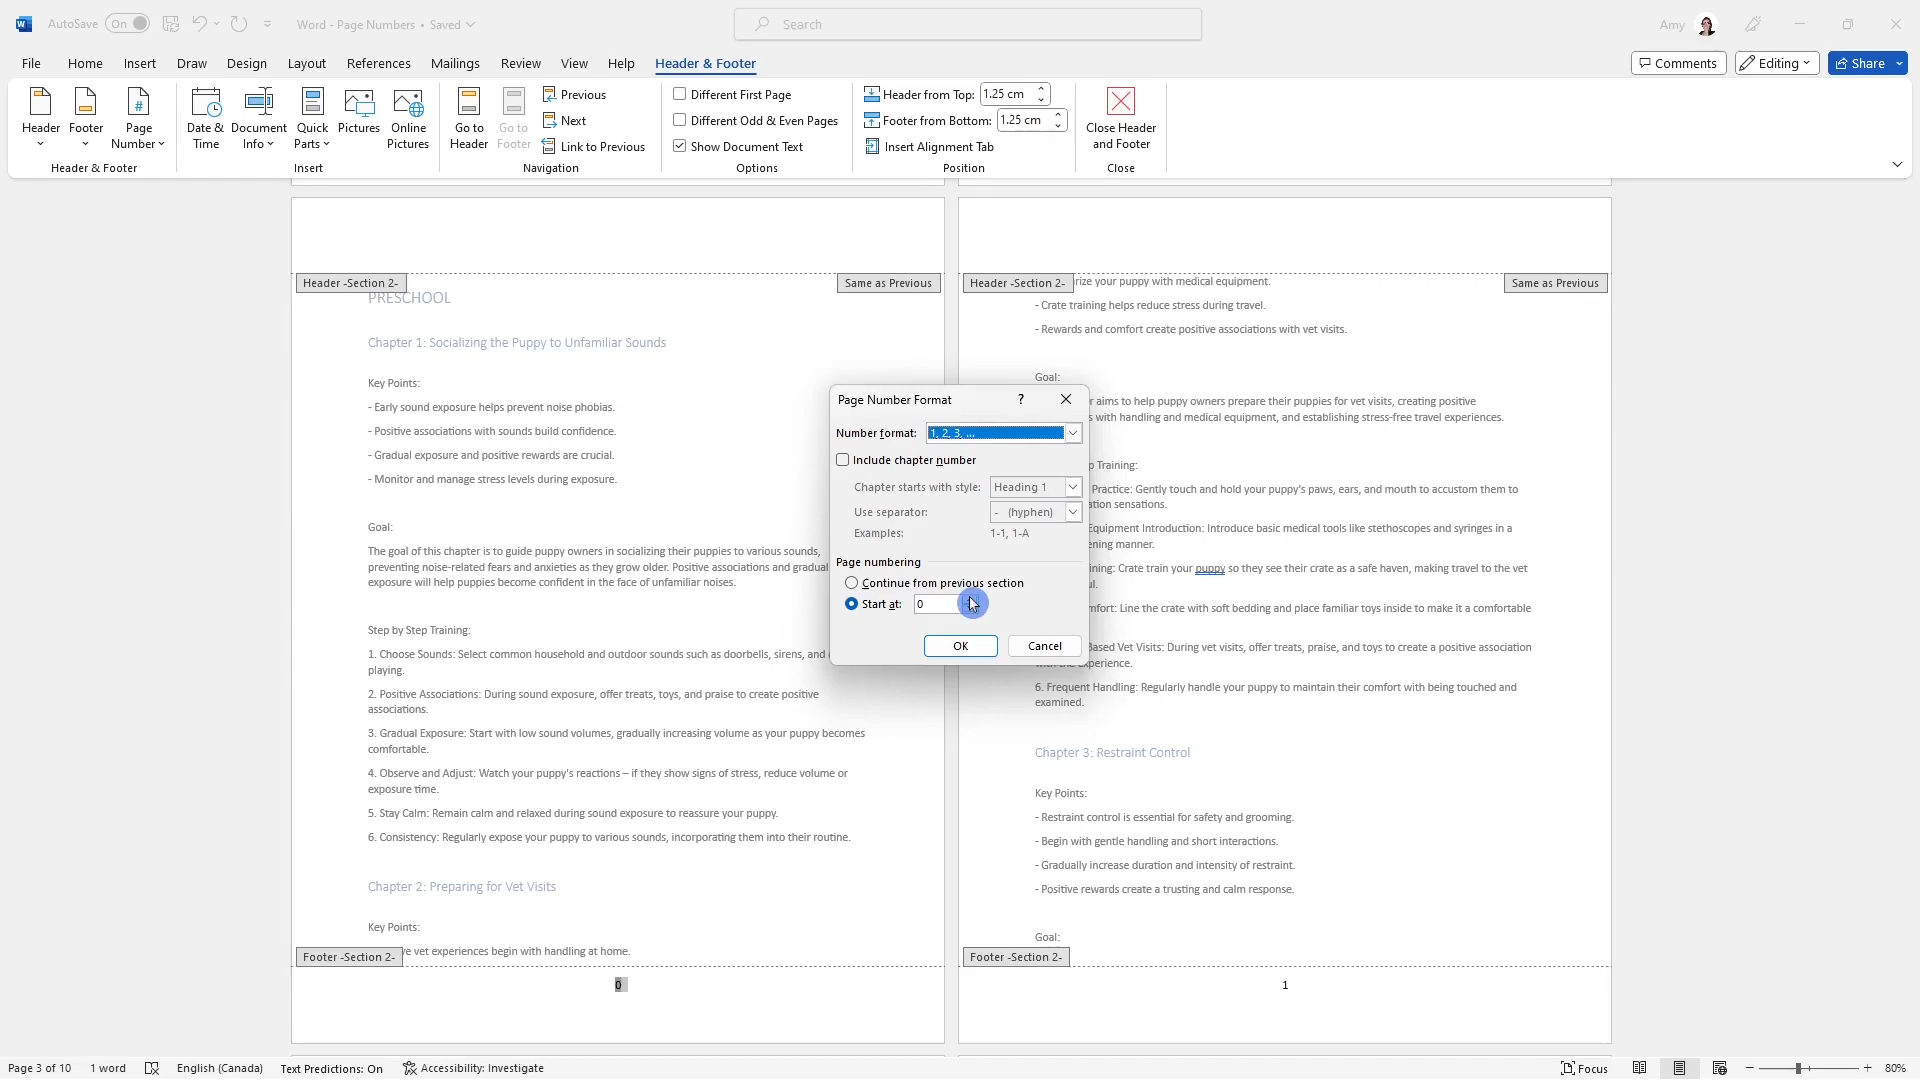 AutoSave On Word - Page Numbers • Saved Search Amy
File Home Insert Draw Design Layout References Mailings Review View Help Header & Footer Comments Editing Share
Header
Footer
Page Number
Header & Footer
Date & Time
Document Info
Quick Parts
Pictures
Online Pictures
Insert
Go to Header
Go to Footer
Previous
Next
Link to Previous
Navigation
Different First Page
Different Odd & Even Pages
Show Document Text
Options
Header from Top: 1.25 cm
Footer from Bottom: 1.25 cm
Insert Alignment Tab
Position
Close Header and Footer
Close
Header -Section 2- Same as Previous
PRESCHOOL
Chapter 1: Socializing the Puppy to Unfamiliar Sounds
Key Points:
- Early sound exposure helps prevent noise phobias.
- Positive associations with sounds build confidence.
- Gradual exposure and positive rewards are crucial.
- Monitor and manage stress levels during exposure.
Goal:
The goal of this chapter is to guide puppy owners in socializing their puppies to various sounds,
preventing noise-related fears and anxieties as they grow older. Positive associations and gradual
exposure will help puppies become confident in the face of unfamiliar noises.
Step by Step Training:
1. Choose Sounds: Select common household and outdoor sounds such as doorbells, sirens, and
playing.
2. Positive Associations: During sound exposure, offer treats, toys, and praise to create positive
associations.
3. Gradual Exposure: Start with low sound volumes, gradually increasing volume as your puppy becomes
comfortable.
4. Observe and Adjust: Watch your puppy's reactions – if they show signs of stress, reduce volume or
exposure time.
5. Stay Calm: Remain calm and relaxed during sound exposure to reassure your puppy.
6. Consistency: Regularly expose your puppy to various sounds, incorporating them into their routine.
Chapter 2: Preparing for Vet Visits
Key Points:
vet experiences begin with handling at home.
Footer -Section 2-
0
Header -Section 2- Same as Previous
your puppy with medical equipment.
- Crate training helps reduce stress during travel.
- Rewards and comfort create positive associations with vet visits.
Goal:
aims to help puppy owners prepare their puppies for vet visits, creating positive
with handling and medical equipment, and establishing stress-free travel experiences.
Training:
Practice: Gently touch and hold your puppy's paws, ears, and mouth to accustom them to
sensations.
Equipment Introduction: Introduce basic medical tools like stethoscopes and syringes in a
manner.
Crate train your puppy so they see their crate as a safe haven, making travel to the vet
Line the crate with soft bedding and place familiar toys inside to make it a comfortable
Based Vet Visits: During vet visits, offer treats, praise, and toys to create a positive association
experience.
6. Frequent Handling: Regularly handle your puppy to maintain their comfort with being touched and
examined.
Chapter 3: Restraint Control
Key Points:
- Restraint control is essential for safety and grooming.
- Begin with gentle handling and short interactions.
- Gradually increase duration and intensity of restraint.
- Positive rewards create a trusting and calm response.
Goal:
Footer -Section 2-
1
Page Number Format ?
Number format: 1, 2, 3, ...
Include chapter number
Chapter starts with style: Heading 1
Use separator: - (hyphen)
Examples: 1-1, 1-A
Page numbering
Continue from previous section
Start at: 0
OK Cancel
Page 3 of 10 1 word English (Canada) Text Predictions: On Accessibility: Investigate Focus 80%